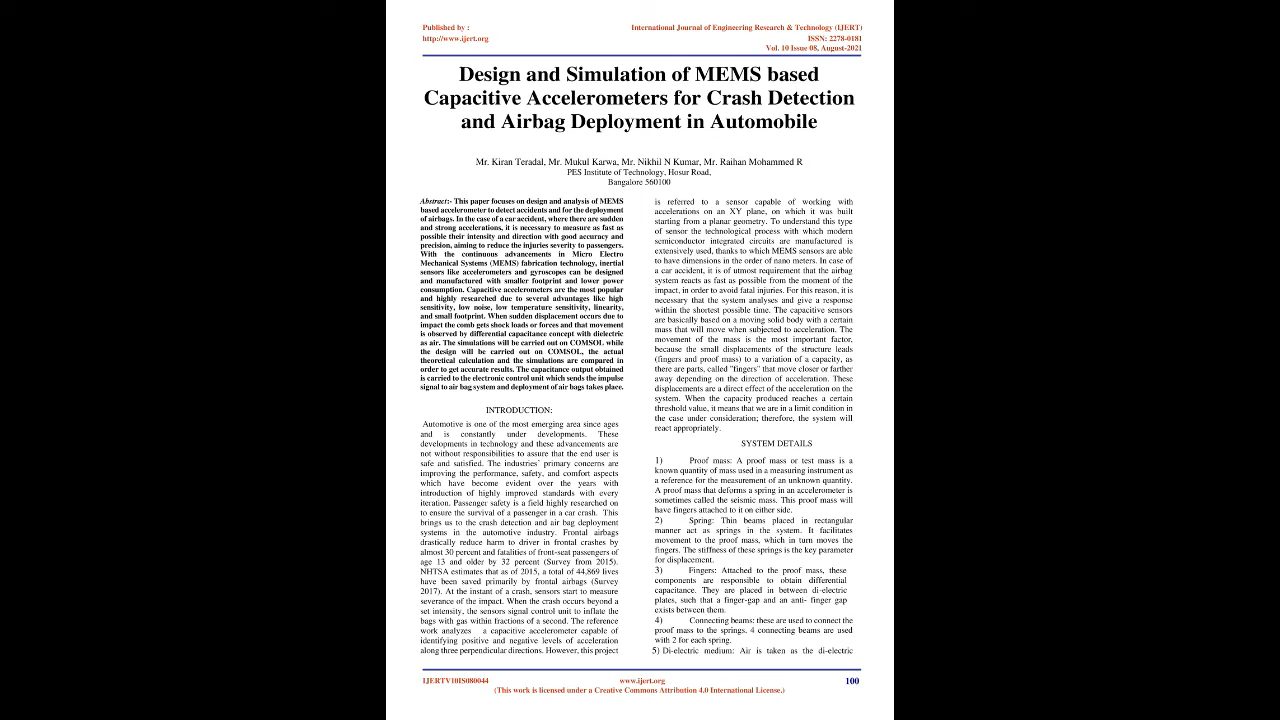 Published by :
International Journal of Engineering Research & Technology (IJERT)
http://www.ijert.org
ISSN: 2278-0181
Vol. 10 Issue 08, August-2021
Design and Simulation of MEMS based
Capacitive Accelerometers for Crash Detection
and Airbag Deployment in Automobile
Mr. Kiran Teradal, Mr. Mukul Karwa, Mr. Nikhil N Kumar, Mr. Raihan Mohammed R
PES Institute of Technology, Hosur Road,
Bangalore 560100
Abstract:- This paper focuses on design and analysis of MEMS
based accelerometer to detect accidents and for the deployment
of airbags. In the case of a car accident, where there are sudden
and strong accelerations, it is necessary to measure as fast as
possible their intensity and direction with good accuracy and
precision, aiming to reduce the injuries severity to passengers.
With the continuous advancements in Micro Electro
Mechanical Systems (MEMS) fabrication technology, inertial
sensors like accelerometers and gyroscopes can be designed
and manufactured with smaller footprint and lower power
consumption. Capacitive accelerometers are the most popular
and highly researched due to several advantages like high
sensitivity, low noise, low temperature sensitivity, linearity,
and small footprint. When sudden displacement occurs due to
impact the comb gets shock loads or forces and that movement
is observed by differential capacitance concept with dielectric
as air. The simulations will be carried out on COMSOL while
the design will be carried out on COMSOL, the actual
theoretical calculation and the simulations are compared in
order to get accurate results. The capacitance output obtained
is carried to the electronic control unit which sends the impulse
signal to air bag system and deployment of air bags takes place.
INTRODUCTION:
Automotive is one of the most emerging area since ages
and is constantly under developments. These
developments in technology and these advancements are
not without responsibilities to assure that the end user is
safe and satisfied. The industries' primary concerns are
improving the performance, safety, and comfort aspects
which have become evident over the years with
introduction of highly improved standards with every
iteration. Passenger safety is a field highly researched on
to ensure the survival of a passenger in a car crash. This
brings us to the crash detection and air bag deployment
systems in the automotive industry. Frontal airbags
drastically reduce harm to driver in frontal crashes by
almost 30 percent and fatalities of front-seat passengers of
age 13 and older by 32 percent (Survey from 2015).
NHTSA estimates that as of 2015, a total of 44,869 lives
have been saved primarily by frontal airbags (Survey
2017). At the instant of a crash, sensors start to measure
severance of the impact. When the crash occurs beyond a
set intensity, the sensors signal control unit to inflate the
bags with gas within fractions of a second. The reference
work analyzes a capacitive accelerometer capable of
identifying positive and negative levels of acceleration
along three perpendicular directions. However, this project
is referred to a sensor capable of working with
accelerations on an XY plane, on which it was built
starting from a planar geometry. To understand this type
of sensor the technological process with which modern
semiconductor integrated circuits are manufactured is
extensively used, thanks to which MEMS sensors are able
to have dimensions in the order of nano meters. In case of
a car accident, it is of utmost requirement that the airbag
system reacts as fast as possible from the moment of the
impact, in order to avoid fatal injuries. For this reason, it is
necessary that the system analyses and give a response
within the shortest possible time. The capacitive sensors
are basically based on a moving solid body with a certain
mass that will move when subjected to acceleration. The
movement of the mass is the most important factor,
because the small displacements of the structure leads
(fingers and proof mass) to a variation of a capacity, as
there are parts, called "fingers" that move closer or farther
away depending on the direction of acceleration. These
displacements are a direct effect of the acceleration on the
system. When the capacity produced reaches a certain
threshold value, it means that we are in a limit condition in
the case under consideration; therefore, the system will
react appropriately.
SYSTEM DETAILS
1) Proof mass: A proof mass or test mass is a
known quantity of mass used in a measuring instrument as
a reference for the measurement of an unknown quantity.
A proof mass that deforms a spring in an accelerometer is
sometimes called the seismic mass. This proof mass will
have fingers attached to it on either side.
2) Spring: Thin beams placed in rectangular
manner act as springs in the system. It facilitates
movement to the proof mass, which in turn moves the
fingers. The stiffness of these springs is the key parameter
for displacement.
3) Fingers: Attached to the proof mass, these
components are responsible to obtain differential
capacitance. They are placed in between di-electric
plates, such that a finger-gap and an anti- finger gap
exists between them.
4) Connecting beams: these are used to connect the
proof mass to the springs. 4 connecting beams are used
with 2 for each spring.
5) Di-electric medium: Air is taken as the di-electric
IJERTV10IS080044
www.ijert.org
100
(This work is licensed under a Creative Commons Attribution 4.0 International License.)